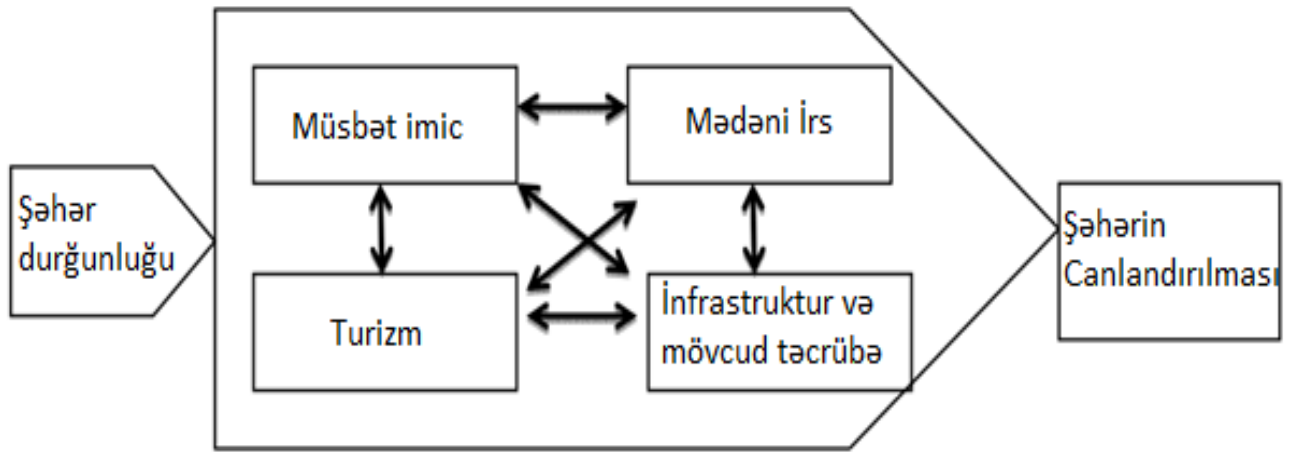 Müsbət imic
Mədəni İrs
Şəhər
durğunluğu
Turizm
İnfrastruktur və
mövcud təcrübə
Şəhərin
Canlandırılması